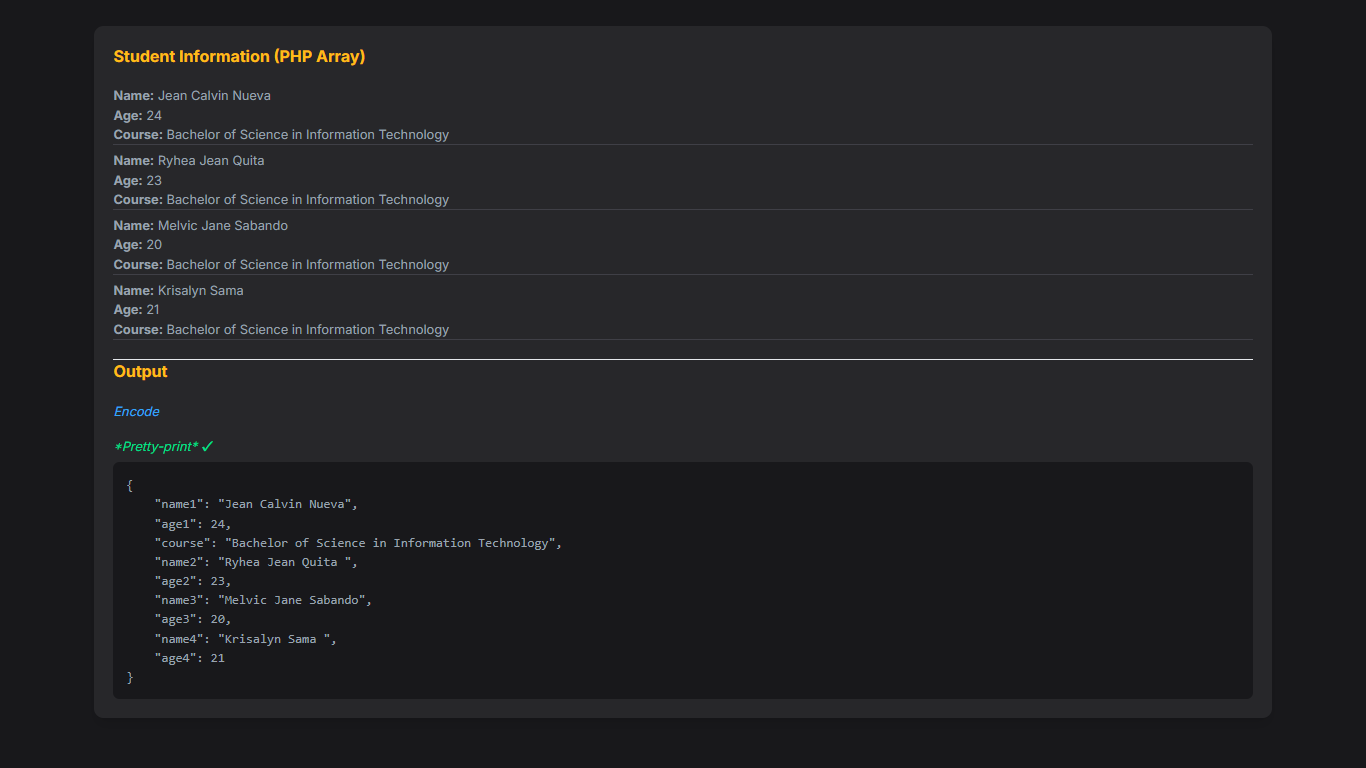 Student Information (PHP Array)
Name: Jean Calvin Nueva
Age: 24
Course: Bachelor of Science in Information Technology
Name: Ryhea Jean Quita
Age: 23
Course: Bachelor of Science in Information Technology
Name: Melvic Jane Sabando
Age: 20
Course: Bachelor of Science in Information Technology
Name: Krisalyn Sama
Age: 21
Course: Bachelor of Science in Information Technology
Output
Encode
*Pretty-print* ✓
{
    "name1": "Jean Calvin Nueva",
    "age1": 24,
    "course": "Bachelor of Science in Information Technology",
    "name2": "Ryhea Jean Quita ",
    "age2": 23,
    "name3": "Melvic Jane Sabando",
    "age3": 20,
    "name4": "Krisalyn Sama ",
    "age4": 21
}